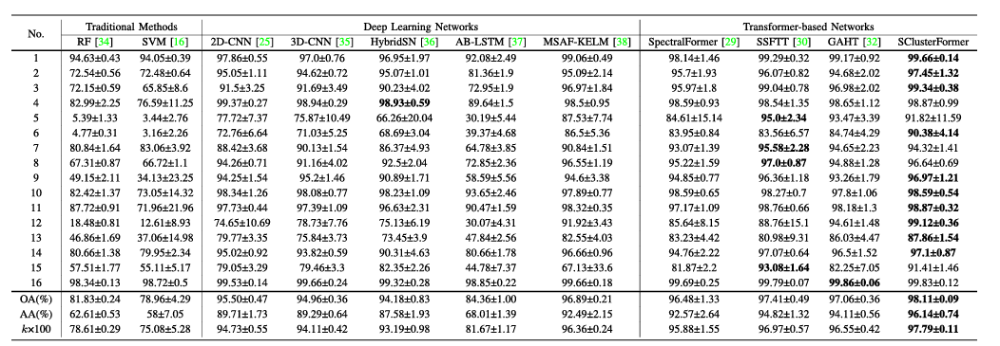 No. Traditional Methods Deep Learning Networks Transformer-based Networks
RF [34] SVM [16] 2D-CNN [25] 3D-CNN [35] HybridSN [36] AB-LSTM [37] MSAF-KELM [38] SpectralFormer [29] SSFTT [30] GAHT [32] SClusterFormer
1 94.63±0.43 94.05±0.39 97.86±0.55 97.0±0.76 96.95±1.97 92.08±2.49 99.06±0.49 98.14±1.46 99.29±0.32 99.17±0.92 99.66±0.14
2 72.54±0.56 72.48±0.64 95.05±1.11 94.62±0.72 95.07±1.01 81.36±1.9 95.09±2.14 95.7±1.93 96.07±0.82 94.68±2.02 97.45±1.32
3 72.15±0.59 65.85±8.6 91.5±3.25 91.69±3.49 90.23±4.02 72.95±1.9 96.97±1.84 95.97±1.8 99.04±0.78 96.98±2.02 99.34±0.38
4 82.99±2.25 76.59±11.25 99.37±0.27 98.94±0.29 98.93±0.59 89.64±1.5 98.5±0.95 98.59±0.93 98.54±1.35 98.65±1.12 98.87±0.99
5 5.39±1.33 3.44±2.76 77.72±7.37 75.87±10.49 66.26±20.04 30.19±5.44 87.53±7.74 84.61±15.14 95.0±2.34 93.47±3.39 91.82±11.59
6 4.77±0.31 3.16±2.26 72.76±6.64 71.03±5.25 68.69±3.04 39.37±4.68 86.5±5.36 83.95±0.84 83.56±6.57 84.74±4.29 90.38±4.14
7 80.84±1.64 83.06±3.92 88.42±3.68 90.13±1.54 86.37±4.93 64.78±3.85 90.84±1.51 93.07±1.39 95.58±2.28 94.65±2.23 94.32±1.41
8 67.31±0.87 66.72±1.1 94.26±0.71 91.16±4.02 92.5±2.04 72.85±2.36 96.55±1.19 95.22±1.59 97.0±0.87 94.88±1.28 96.64±0.69
9 49.15±2.11 34.13±23.25 94.25±1.54 95.2±1.46 90.89±1.71 58.59±5.56 94.6±3.38 94.85±0.77 96.36±1.18 93.26±1.79 96.97±1.21
10 82.42±1.37 73.05±14.32 98.34±1.26 98.08±0.77 98.23±1.09 93.65±2.46 97.89±0.77 98.59±0.65 98.27±0.7 97.8±1.06 98.59±0.54
11 87.72±0.91 71.96±21.96 97.73±0.44 97.39±1.09 96.63±2.31 90.47±1.59 98.32±0.35 97.17±1.09 98.76±0.66 98.18±1.3 98.87±0.32
12 18.48±0.81 12.61±8.93 74.65±10.69 78.73±7.76 75.13±6.19 30.07±4.31 91.92±3.43 85.64±8.15 88.76±15.1 94.61±1.48 99.12±0.36
13 46.86±1.69 37.06±14.98 79.77±3.35 75.84±3.73 73.45±3.9 47.84±2.56 82.55±4.03 83.23±4.42 80.98±9.31 86.03±4.47 87.86±1.54
14 80.66±1.38 79.95±2.34 95.02±0.92 93.82±0.59 90.31±4.63 80.66±1.78 96.66±0.96 94.76±2.22 97.07±0.64 96.5±1.52 97.1±0.87
15 57.51±1.77 55.11±5.17 79.05±3.29 79.46±3.3 82.35±2.26 44.78±7.37 67.13±33.6 81.87±2.2 93.08±1.64 82.25±7.05 91.41±1.46
16 98.34±0.13 98.72±0.5 99.53±0.14 99.66±0.24 99.32±0.28 98.85±0.22 99.66±0.18 99.69±0.25 99.79±0.07 99.86±0.06 99.83±0.12
OA(%) 81.83±0.24 78.96±4.29 95.50±0.47 94.96±0.36 94.18±0.83 84.36±1.00 96.89±0.21 96.48±1.33 97.41±0.49 97.06±0.36 98.11±0.09
AA(%) 62.61±0.53 58±7.05 89.71±1.73 89.29±0.64 87.58±1.93 68.01±1.39 92.49±2.15 92.57±2.64 94.82±1.32 94.11±0.56 96.14±0.74
k×100 78.61±0.29 75.08±5.28 94.73±0.55 94.11±0.42 93.19±0.98 81.67±1.17 96.36±0.24 95.88±1.55 96.97±0.57 96.55±0.42 97.79±0.11